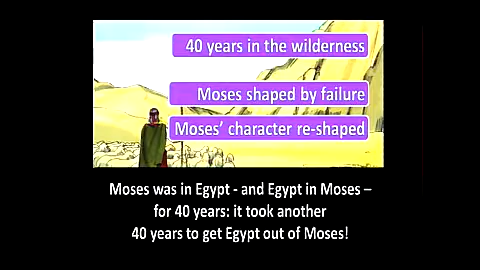 40 years in the wilderness
Moses shaped by failure
Moses' character re-shaped
Moses was in Egypt - and Egypt in Moses –
for 40 years: it took another
40 years to get Egypt out of Moses!